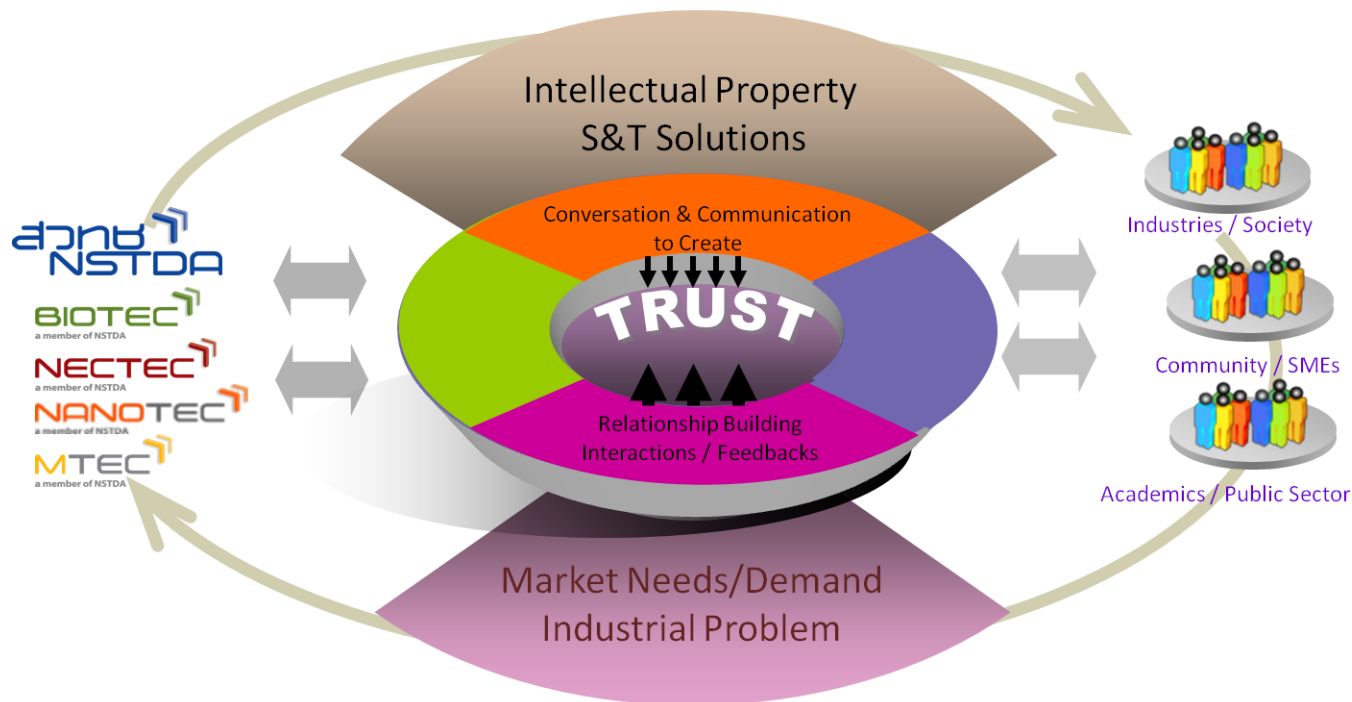 Intellectual Property
S&T Solutions
Conversation & Communication
to Create
TRUST
Relationship Building
Interactions / Feedbacks
Market Needs/Demand
Industrial Problem
สวทช
NSTDA
BIOTEC
a member of NSTDA
NECTEC
a member of NSTDA
NANOTEC
a member of NSTDA
MTEC
a member of NSTDA
Industries / Society
Community / SMEs
Academics / Public Sector